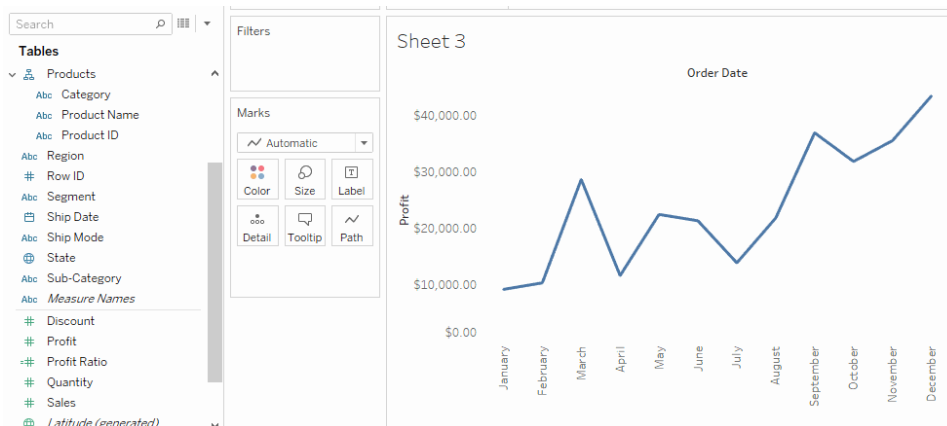 Search
Tables
Products
Abc Category
Abc Product Name
Abc Product ID
Abc Region
# Row ID
Abc Segment
Ship Date
Abc Ship Mode
State
Abc Sub-Category
Abc Measure Names
# Discount
# Profit
=# Profit Ratio
# Quantity
# Sales
Latitude (generated)
Filters
Marks
Automatic
Color
Size
T
Label
Detail
Tooltip
Path
Sheet 3
Order Date
Profit
$40,000.00
$30,000.00
$20,000.00
$10,000.00
$0.00
January
February
March
April
May
June
July
August
September
October
November
December